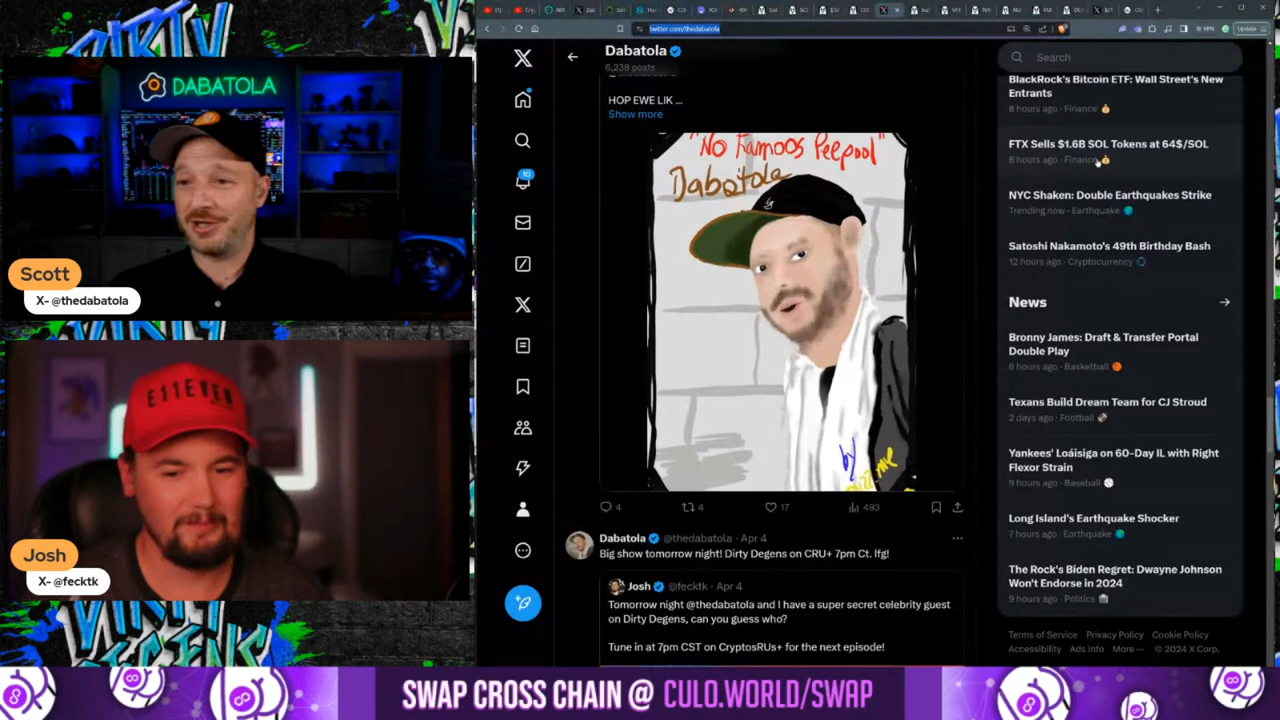 DABATOLA
Scott
X- @thedabatola
E11EVEN
Josh
X- @fecktk
twitter.com/thedabatola
Update
Dabatola
6,238 posts
HOP EWE LIK ...
Show more
"No Famoos Peepool"
Dabatola
by
4
4
17
493
Dabatola @thedabatola · Apr 4
Big show tomorrow night! Dirty Degens on CRU+ 7pm Ct. lfg!
Josh @fecktk · Apr 4
Tomorrow night @thedabatola and I have a super secret celebrity guest
on Dirty Degens, can you guess who?
Tune in at 7pm CST on CryptosRUs+ for the next episode!
10
Search
BlackRock's Bitcoin ETF: Wall Street's New
Entrants
8 hours ago · Finance
FTX Sells $1.6B SOL Tokens at 64$/SOL
8 hours ago · Finance
NYC Shaken: Double Earthquakes Strike
Trending now · Earthquake
Satoshi Nakamoto's 49th Birthday Bash
12 hours ago · Cryptocurrency
News
Bronny James: Draft & Transfer Portal
Double Play
6 hours ago · Basketball
Texans Build Dream Team for CJ Stroud
2 days ago · Football
Yankees' Loáisiga on 60-Day IL with Right
Flexor Strain
9 hours ago · Baseball
Long Island's Earthquake Shocker
7 hours ago · Earthquake
The Rock's Biden Regret: Dwayne Johnson
Won't Endorse in 2024
9 hours ago · Politics
Terms of Service Privacy Policy Cookie Policy
Accessibility Ads info More ··· © 2024 X Corp.
SWAP CROSS CHAIN @ CULO.WORLD/SWAP